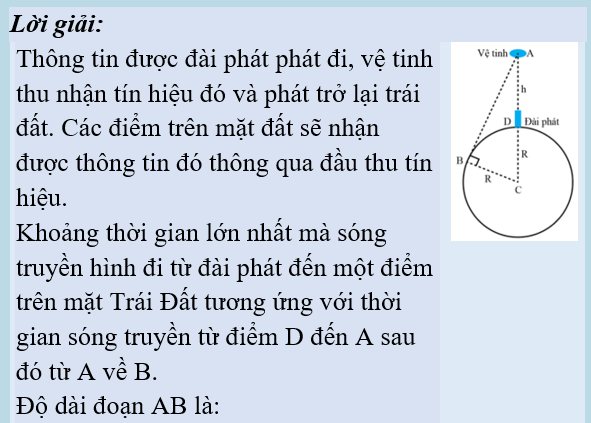 Lời giải:
Thông tin được đài phát phát đi, vệ tinh
thu nhận tín hiệu đó và phát trở lại trái
đất. Các điểm trên mặt đất sẽ nhận
được thông tin đó thông qua đầu thu tín
hiệu.
Khoảng thời gian lớn nhất mà sóng
truyền hình đi từ đài phát đến một điểm
trên mặt Trái Đất tương ứng với thời
gian sóng truyền từ điểm D đến A sau
đó từ A về B.
Độ dài đoạn AB là:
Vệ tinh A
h
D Đài phát
B R
R
C